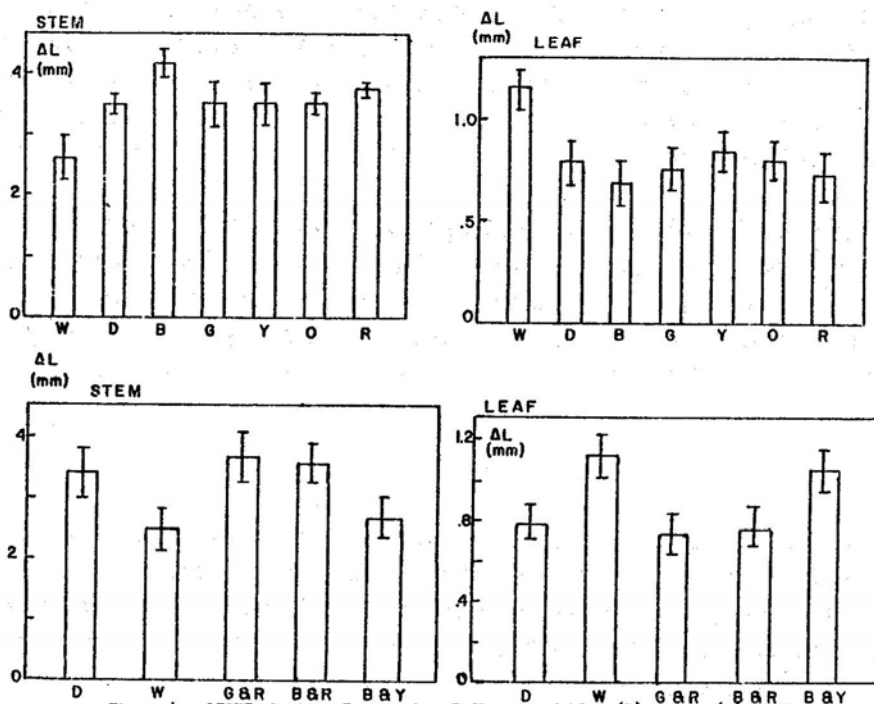 STEM
ΔL
(mm)
4
2
0
W D B G Y O R
ΔL
(mm)
LEAF
1.0
.5
0
W D B G Y O R
ΔL
(mm)
STEM
4
2
0
D W G&R B&R B&Y
LEAF
ΔL
(mm)
1.2
.8
.4
0
D W G&R B&R B&Y